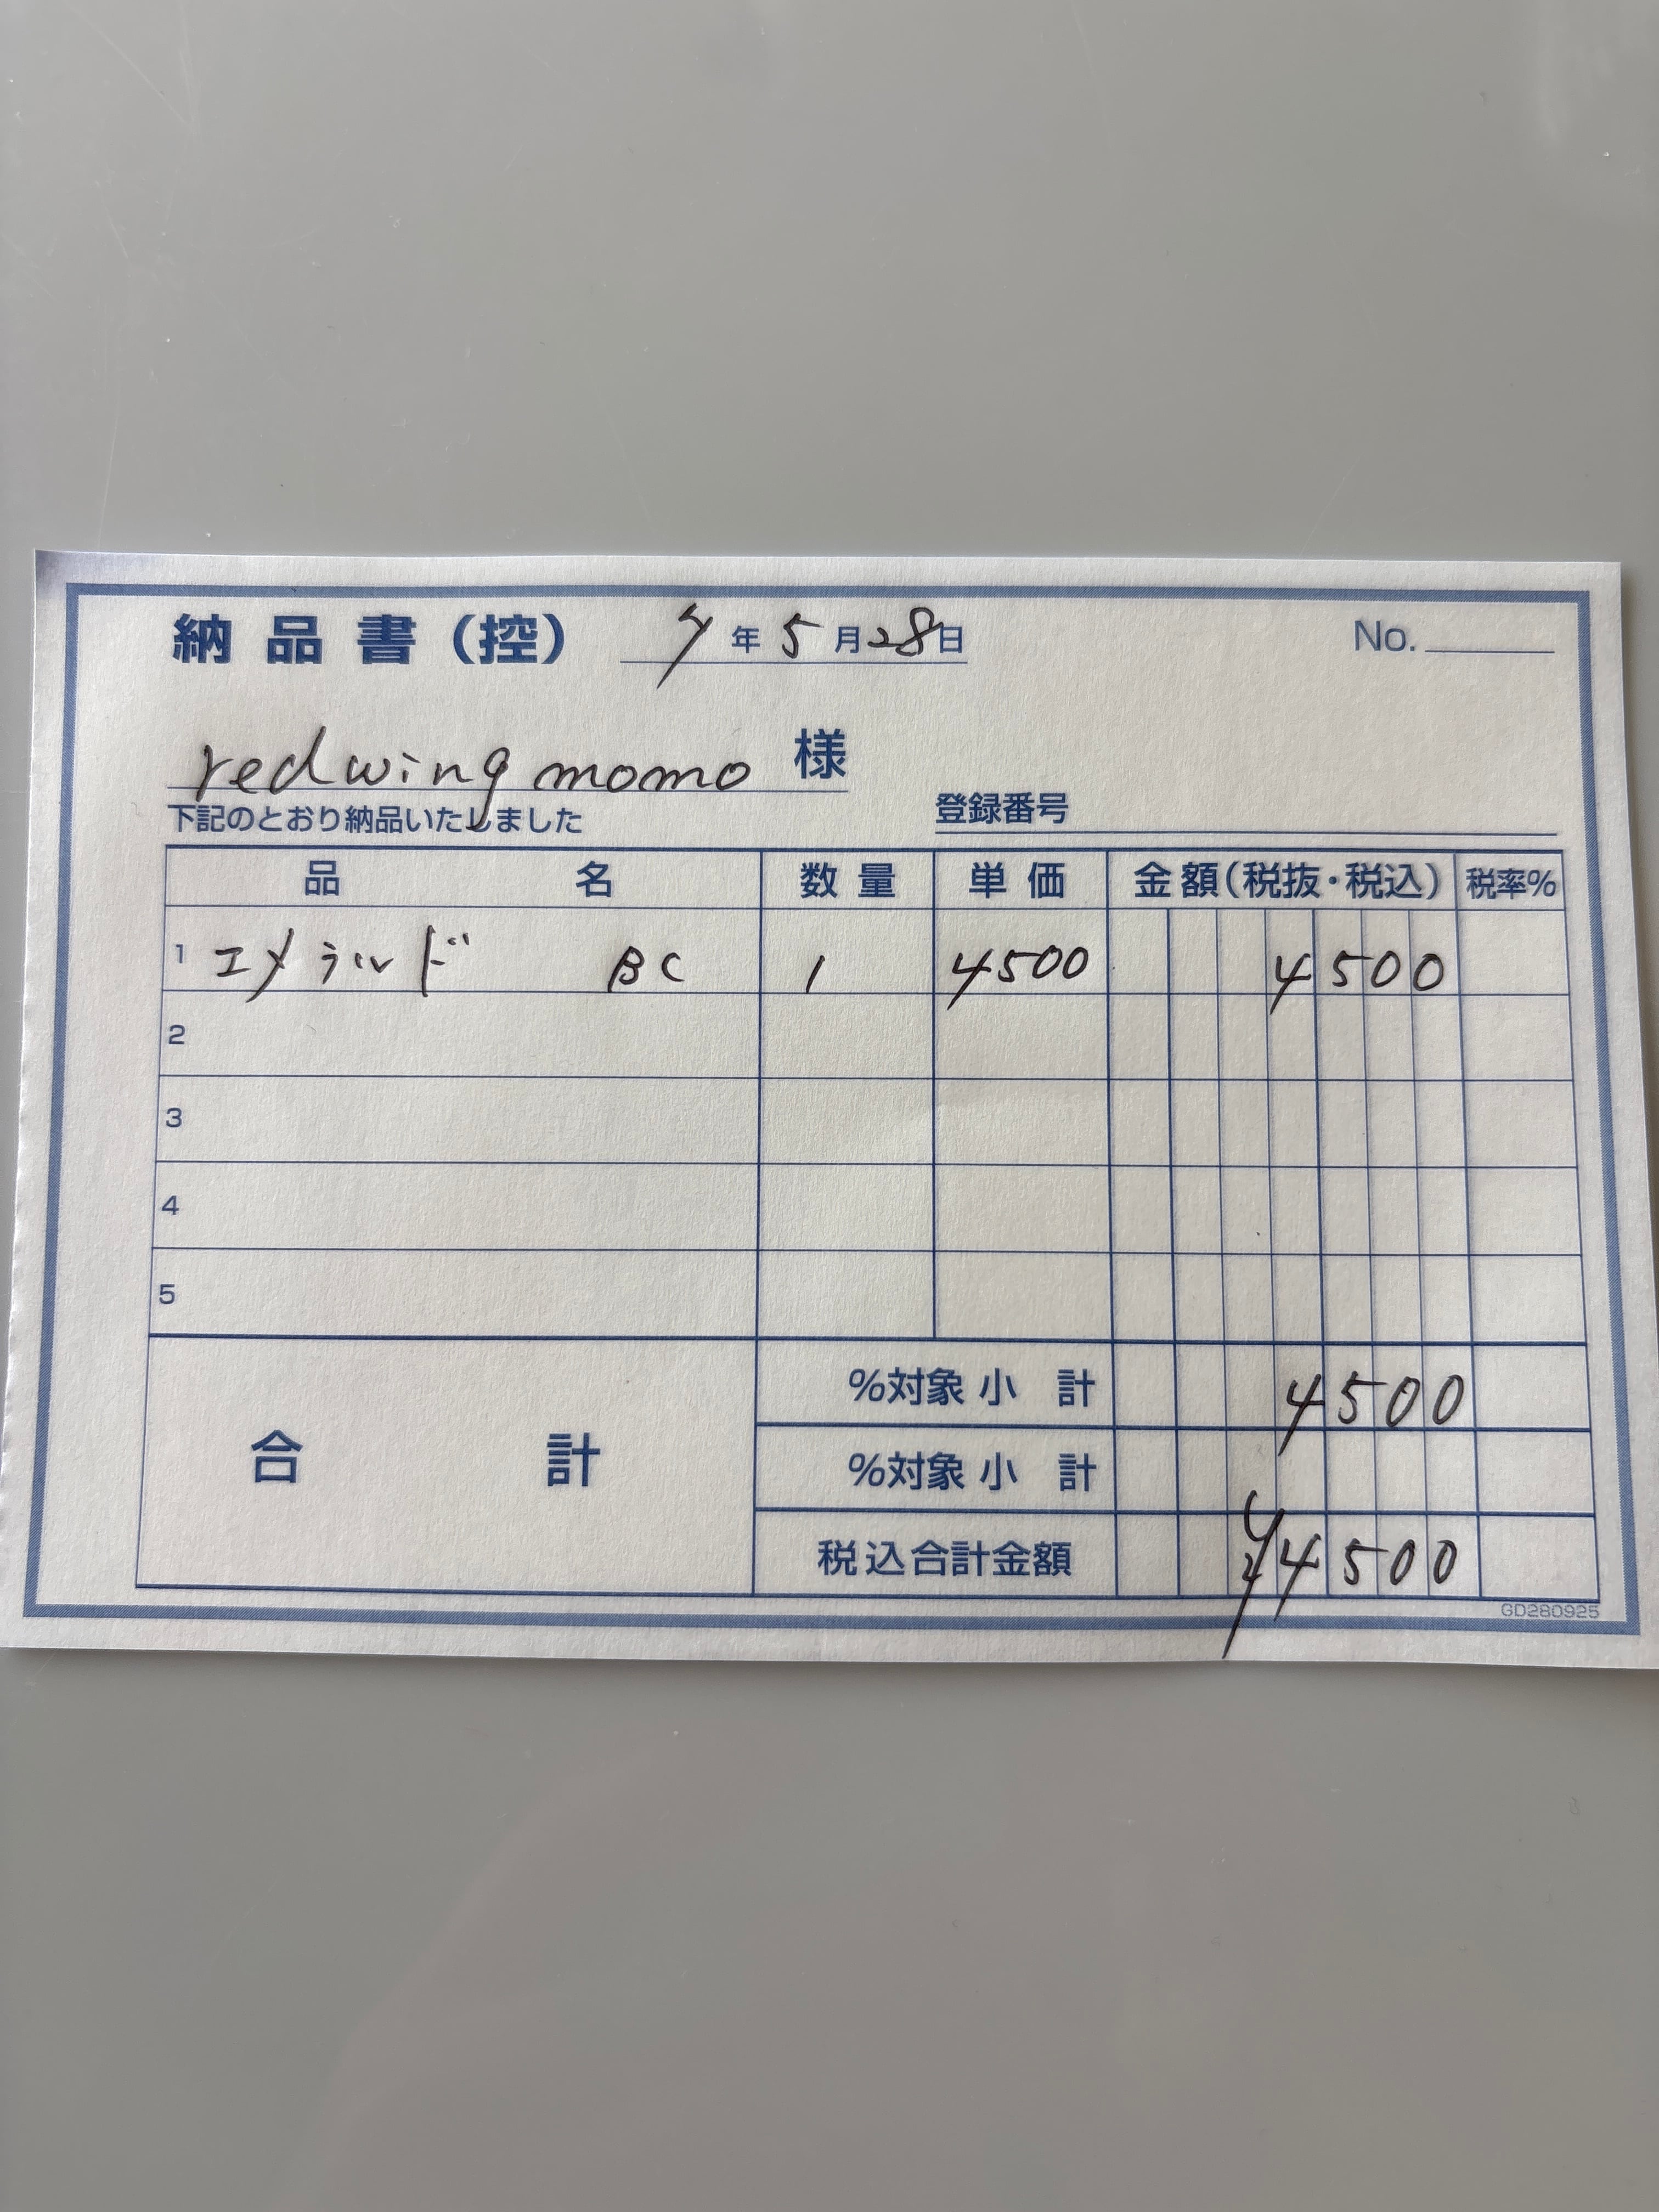 納品書（控） 7年5月28日 No.
redwing momo 様
下記のとおり納品いたしました 登録番号
品名 数量 単価 金額（税抜・税込） 税率%
1 エメラルド BC 1 4500 4500
2
3
4
5
合計
%対象小計 4500
%対象小計
税込合計金額 ¥4500
GD280925